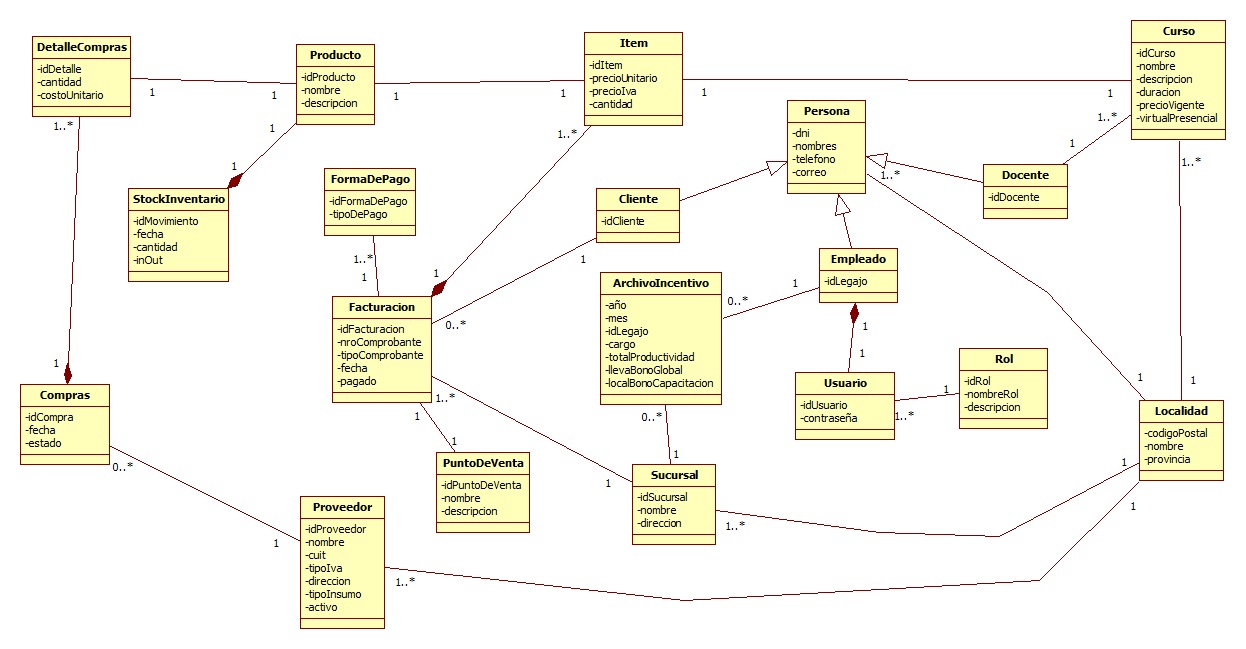 DetalleCompras
-idDetalle
-cantidad
-costoUnitario
1
1..*
Producto
-idProducto
-nombre
-descripcion
1
1
1
Item
-idItem
-precioUnitario
-precioIva
-cantidad
1
1
1..*
Curso
-idCurso
-nombre
-descripcion
-duracion
-precioVigente
-virtualPresencial
1
1..*
1..*
Persona
-dni
-nombres
-telefono
-correo
1..*
Docente
-idDocente
1
StockInventario
-idMovimiento
-fecha
-cantidad
-inOut
1
FormaDePago
-idFormaDePago
-tipoDePago
1..*
Cliente
-idCliente
1
Empleado
-idLegajo
1
1
ArchivoIncentivo
-año
-mes
-idLegajo
-cargo
-totalProductividad
-llevaBonoGlobal
-localBonoCapacitacion
0..*
0..*
Facturacion
-idFacturacion
-nroComprobante
-tipoComprobante
-fecha
-pagado
1
1
0..*
1..*
1
Usuario
-idUsuario
-contraseña
1
1..*
Rol
-idRol
-nombreRol
-descripcion
1
Compras
-idCompra
-fecha
-estado
1
0..*
PuntoDeVenta
-idPuntoDeVenta
-nombre
-descripcion
1
Sucursal
-idSucursal
-nombre
-direccion
1
1
1..*
Localidad
-codigoPostal
-nombre
-provincia
1
1
1
1
Proveedor
-idProveedor
-nombre
-cuit
-tipoIva
-direccion
-tipoInsumo
-activo
1
1..*